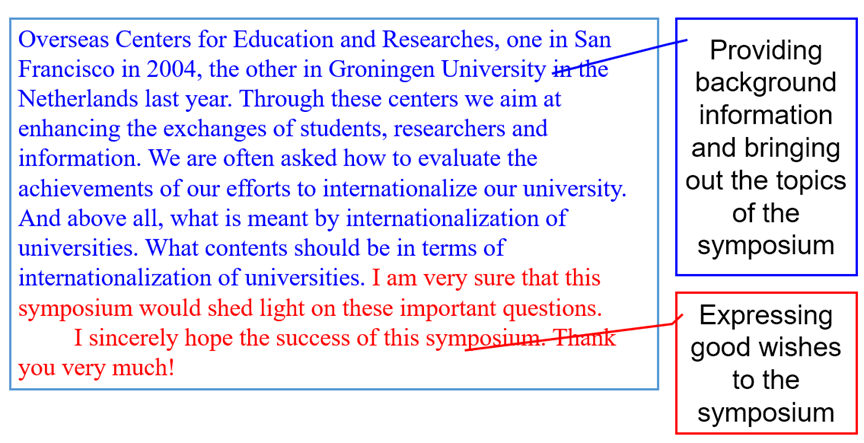 Overseas Centers for Education and Researches, one in San
Francisco in 2004, the other in Groningen University in the
Netherlands last year. Through these centers we aim at
enhancing the exchanges of students, researchers and
information. We are often asked how to evaluate the
achievements of our efforts to internationalize our university.
And above all, what is meant by internationalization of
universities. What contents should be in terms of
internationalization of universities. I am very sure that this
symposium would shed light on these important questions.
I sincerely hope the success of this symposium. Thank
you very much!
Providing
background
information
and bringing
out the topics
of the
symposium
Expressing
good wishes
to the
symposium